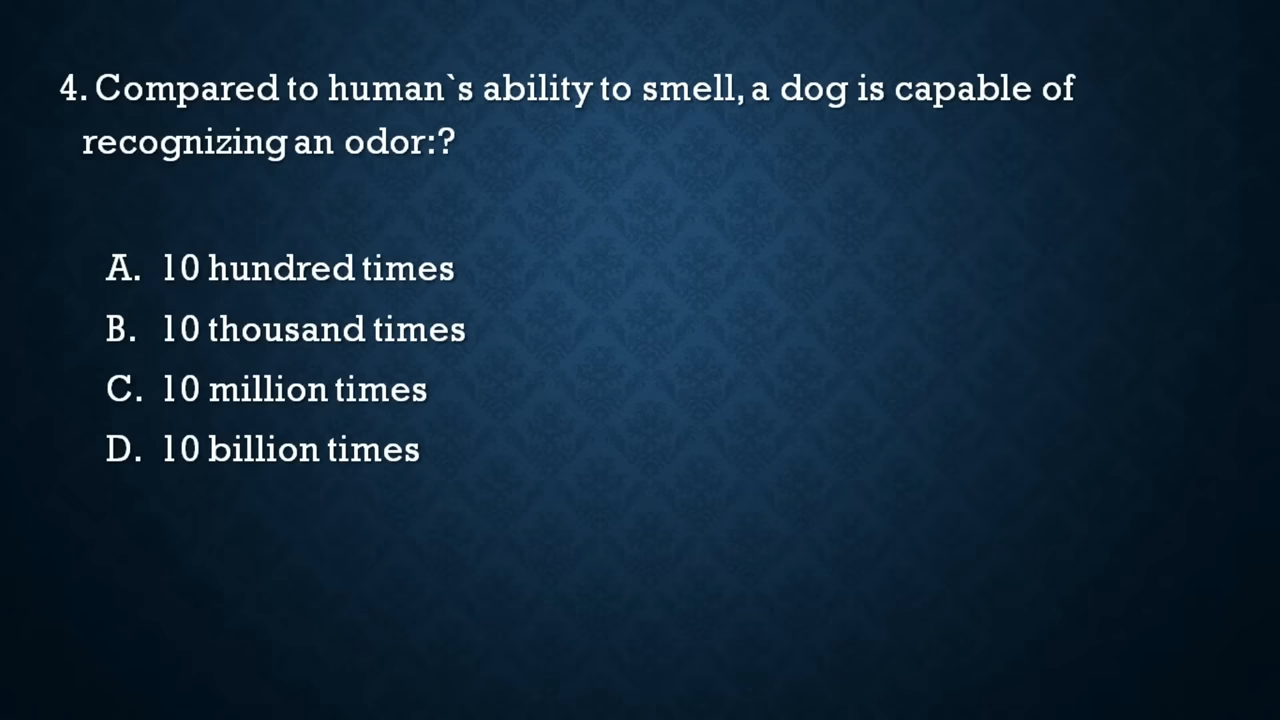 4. Compared to human`s ability to smell, a dog is capable of
recognizing an odor:?
A. 10 hundred times
B. 10 thousand times
C. 10 million times
D. 10 billion times